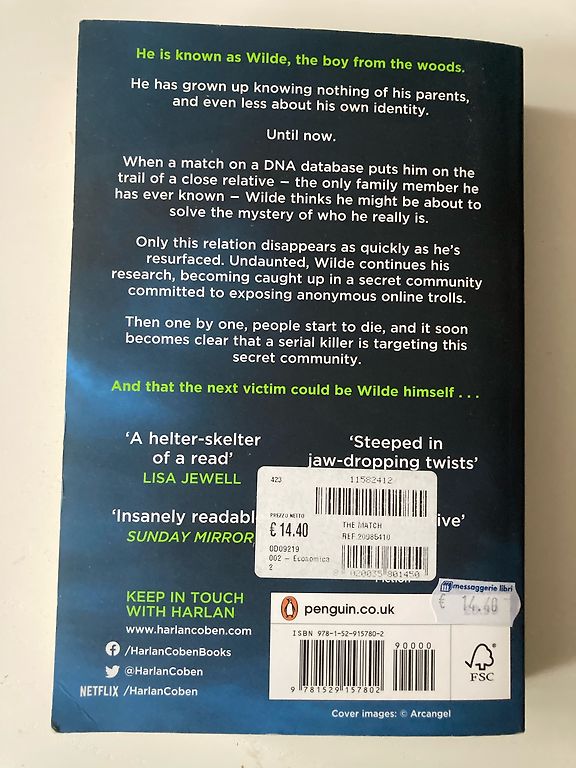 He is known as Wilde, the boy from the woods.
He has grown up knowing nothing of his parents,
and even less about his own identity.
Until now.
When a match on a DNA database puts him on the
trail of a close relative – the only family member he
has ever known – Wilde thinks he might be about to
solve the mystery of who he really is.
Only this relation disappears as quickly as he's
resurfaced. Undaunted, Wilde continues his
research, becoming caught up in a secret community
committed to exposing anonymous online trolls.
Then one by one, people start to die, and it soon
becomes clear that a serial killer is targeting this
secret community.
And that the next victim could be Wilde himself . . .
'A helter-skelter
of a read'
LISA JEWELL
'Steeped in
jaw-dropping twists'
'Insanely readabl
SUNDAY MIRROR
ive'
423
11582412
PREZZO NETTO
€ 14.40
THE MATCH
REF.20085410
0D09219
002 - Economica
2
9 020035 901450
Fiction
messaggerie libri
€ 14.40
KEEP IN TOUCH
WITH HARLAN
www.harlancoben.com
/HarlanCobenBooks
@HarlanCoben
NETFLIX /HarlanCoben
penguin.co.uk
ISBN 978-1-52-915780-2
90000
9 781529 157802
FSC
Cover images: © Arcangel